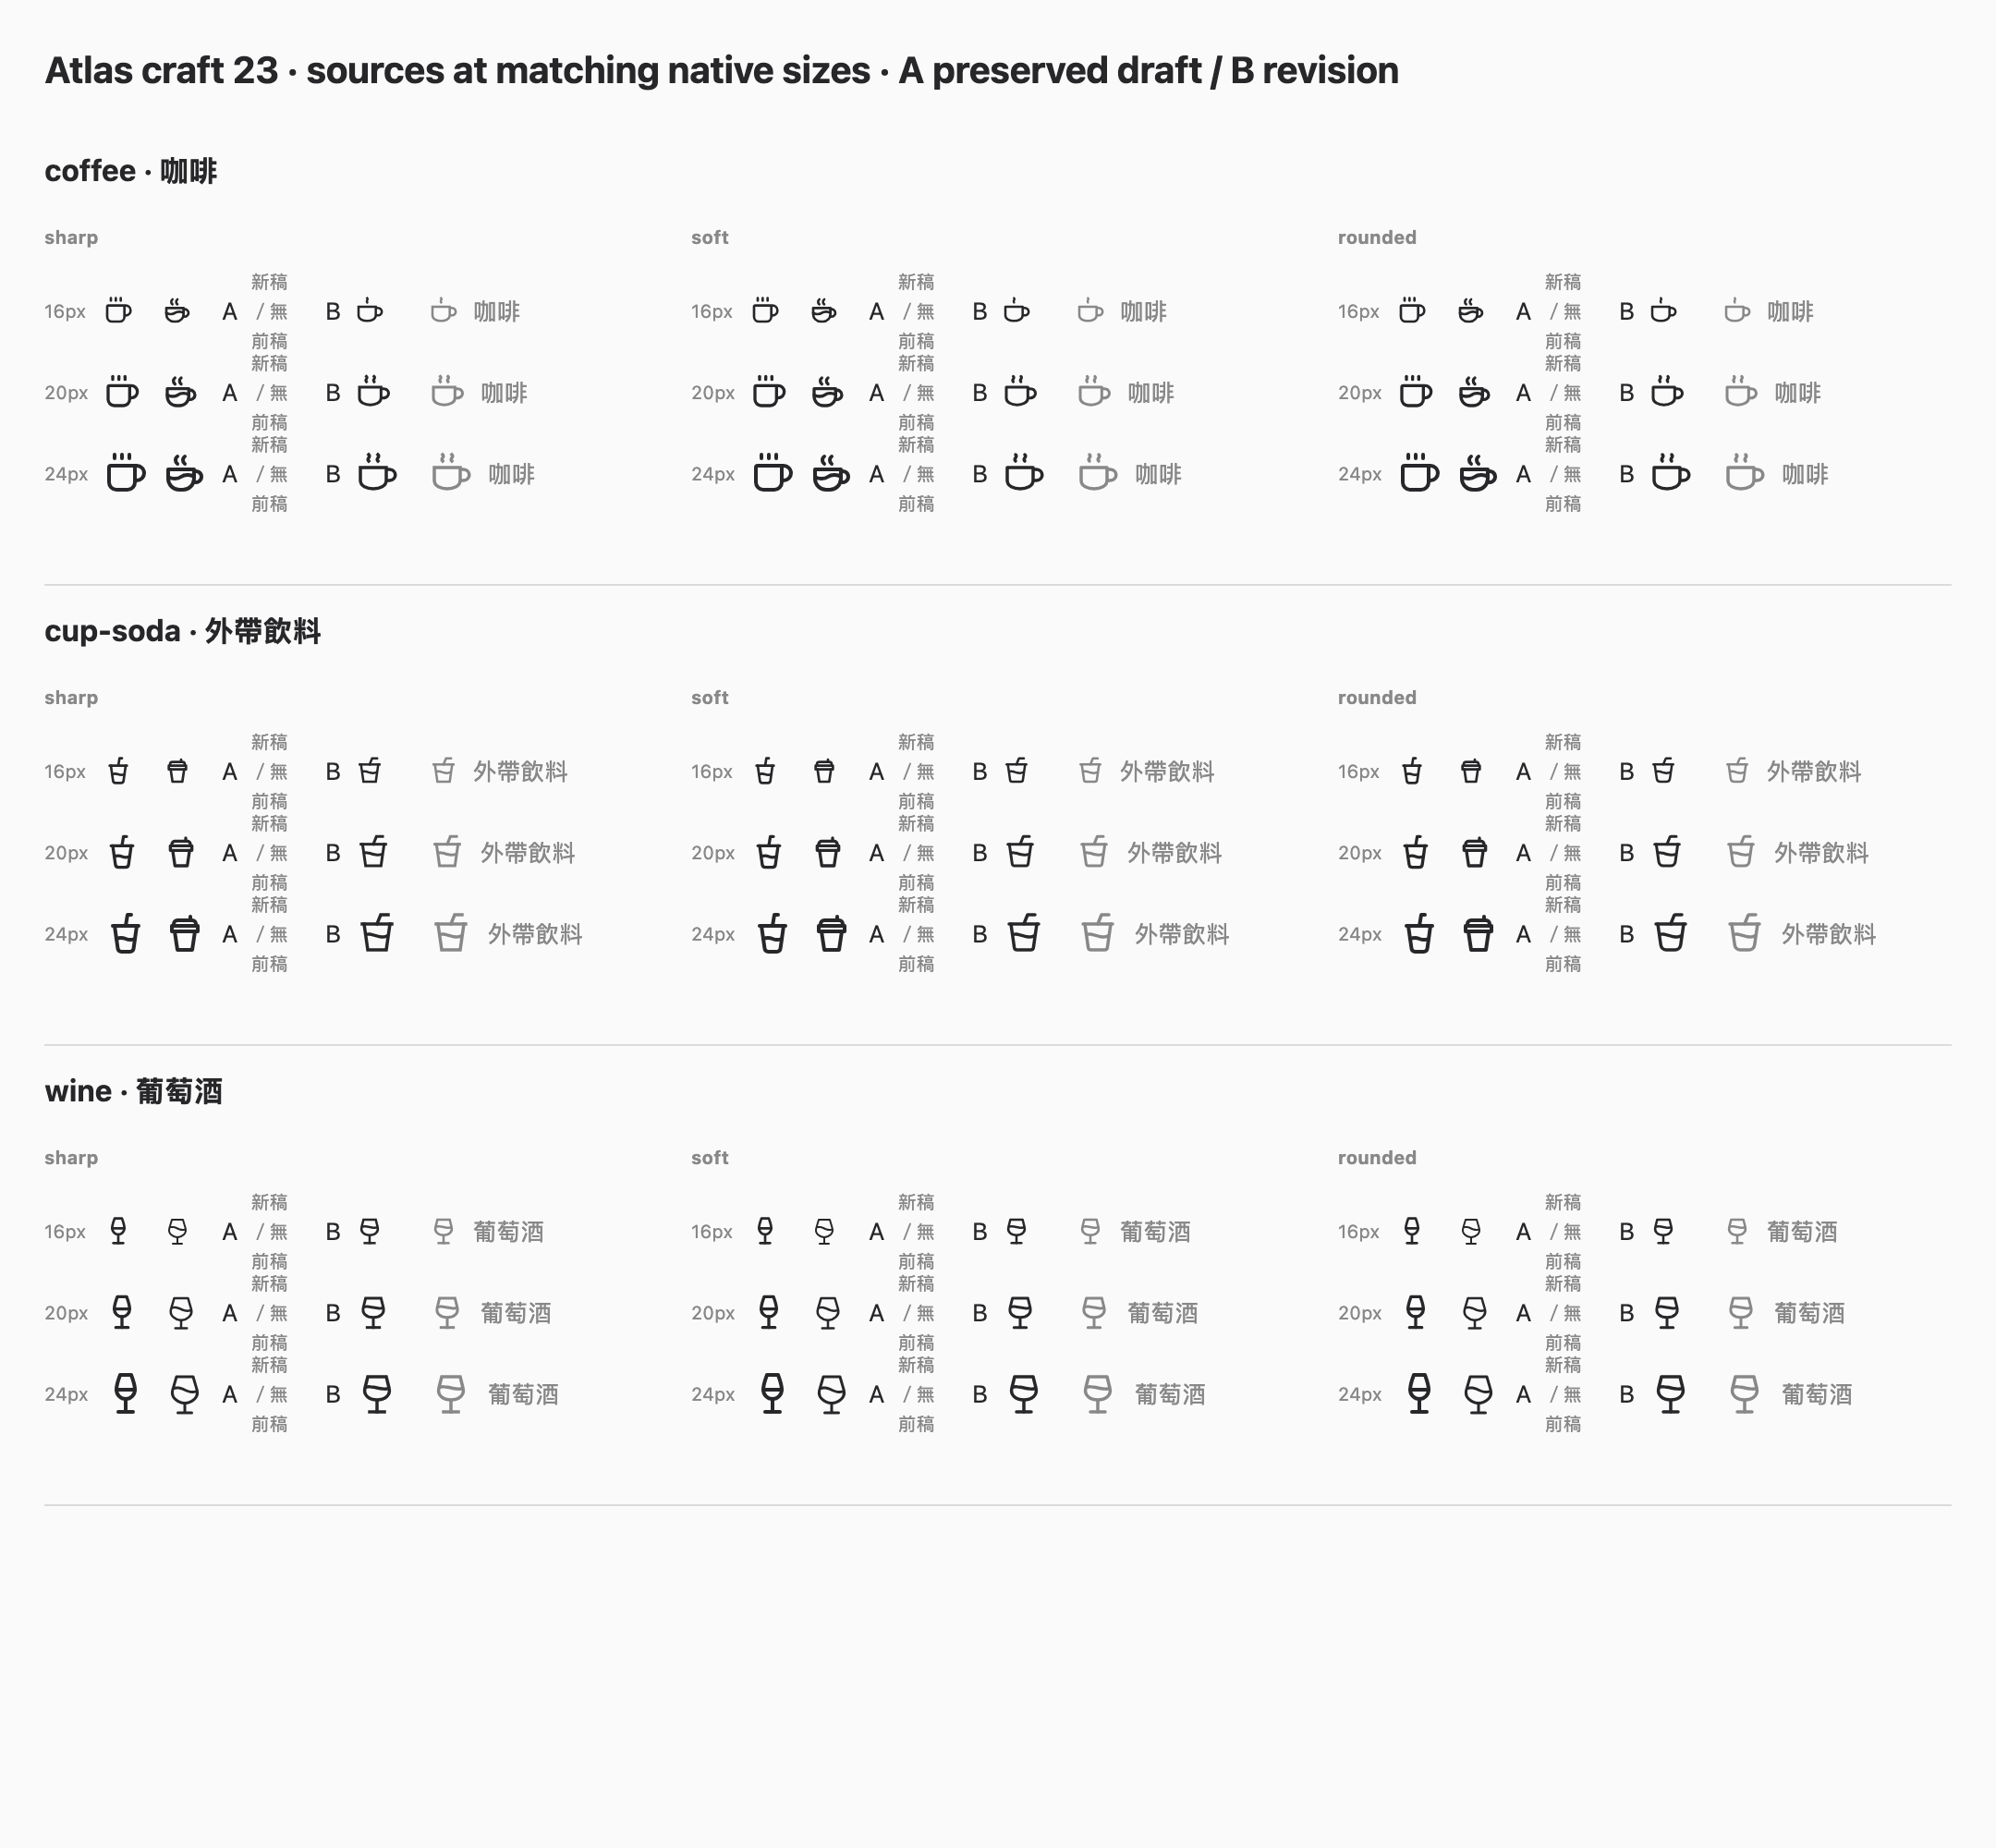 Atlas craft 23 · sources at matching native sizes · A preserved draft / B revision
coffee · 咖啡
sharp
16px A 新稿 / 無前稿 B 咖啡
20px A 新稿 / 無前稿 B 咖啡
24px A 新稿 / 無前稿 B 咖啡
soft
16px A 新稿 / 無前稿 B 咖啡
20px A 新稿 / 無前稿 B 咖啡
24px A 新稿 / 無前稿 B 咖啡
rounded
16px A 新稿 / 無前稿 B 咖啡
20px A 新稿 / 無前稿 B 咖啡
24px A 新稿 / 無前稿 B 咖啡
cup-soda · 外帶飲料
sharp
16px A 新稿 / 無前稿 B 外帶飲料
20px A 新稿 / 無前稿 B 外帶飲料
24px A 新稿 / 無前稿 B 外帶飲料
soft
16px A 新稿 / 無前稿 B 外帶飲料
20px A 新稿 / 無前稿 B 外帶飲料
24px A 新稿 / 無前稿 B 外帶飲料
rounded
16px A 新稿 / 無前稿 B 外帶飲料
20px A 新稿 / 無前稿 B 外帶飲料
24px A 新稿 / 無前稿 B 外帶飲料
wine · 葡萄酒
sharp
16px A 新稿 / 無前稿 B 葡萄酒
20px A 新稿 / 無前稿 B 葡萄酒
24px A 新稿 / 無前稿 B 葡萄酒
soft
16px A 新稿 / 無前稿 B 葡萄酒
20px A 新稿 / 無前稿 B 葡萄酒
24px A 新稿 / 無前稿 B 葡萄酒
rounded
16px A 新稿 / 無前稿 B 葡萄酒
20px A 新稿 / 無前稿 B 葡萄酒
24px A 新稿 / 無前稿 B 葡萄酒